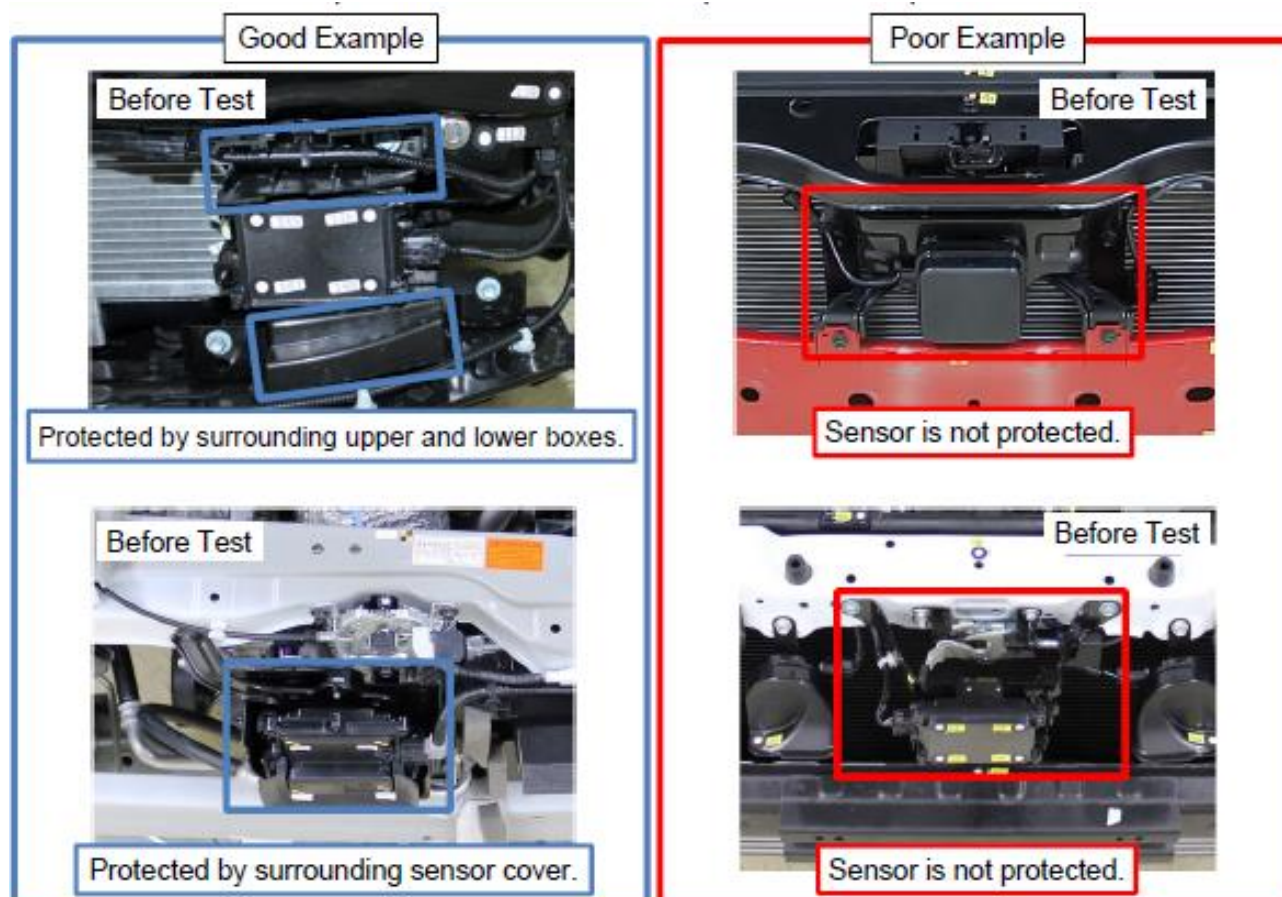 Good Example
Before Test
Protected by surrounding upper and lower boxes.
Before Test
Protected by surrounding sensor cover.
Poor Example
Before Test
Sensor is not protected.
Before Test
Sensor is not protected.